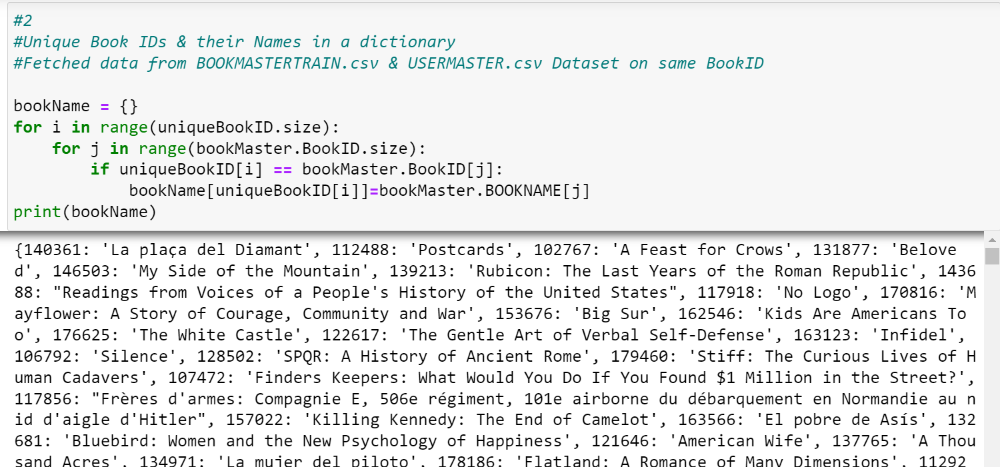 #2
#Unique Book IDs & their Names in a dictionary
#Fetched data from BOOKMASTERTRAIN.csv & USERMASTER.csv Dataset on same BookID
bookName = {}
for i in range(uniqueBookID.size):
    for j in range(bookMaster.BookID.size):
        if uniqueBookID[i] == bookMaster.BookID[j]:
            bookName[uniqueBookID[i]]=bookMaster.BOOKNAME[j]
print(bookName)
{140361: 'La plaça del Diamant', 112488: 'Postcards', 102767: 'A Feast for Crows', 131877: 'Belove
d', 146503: 'My Side of the Mountain', 139213: 'Rubicon: The Last Years of the Roman Republic', 1436
88: "Readings from Voices of a People's History of the United States", 117918: 'No Logo', 170816: 'M
ayflower: A Story of Courage, Community and War', 153676: 'Big Sur', 162546: 'Kids Are Americans To
o', 176625: 'The White Castle', 122617: 'The Gentle Art of Verbal Self-Defense', 163123: 'Infidel',
106792: 'Silence', 128502: 'SPQR: A History of Ancient Rome', 179460: 'Stiff: The Curious Lives of H
uman Cadavers', 107472: 'Finders Keepers: What Would You Do If You Found $1 Million in the Street?',
117856: "Frères d'armes: Compagnie E, 506e régiment, 101e airborne du débarquement en Normandie au n
id d'aigle d'Hitler", 157022: 'Killing Kennedy: The End of Camelot', 163566: 'El pobre de Asís', 132
681: 'Bluebird: Women and the New Psychology of Happiness', 121646: 'American Wife', 137765: 'A Thou
sand Acres', 134971: 'La mujer del piloto', 178186: 'Flatland: A Romance of Many Dimensions', 11292